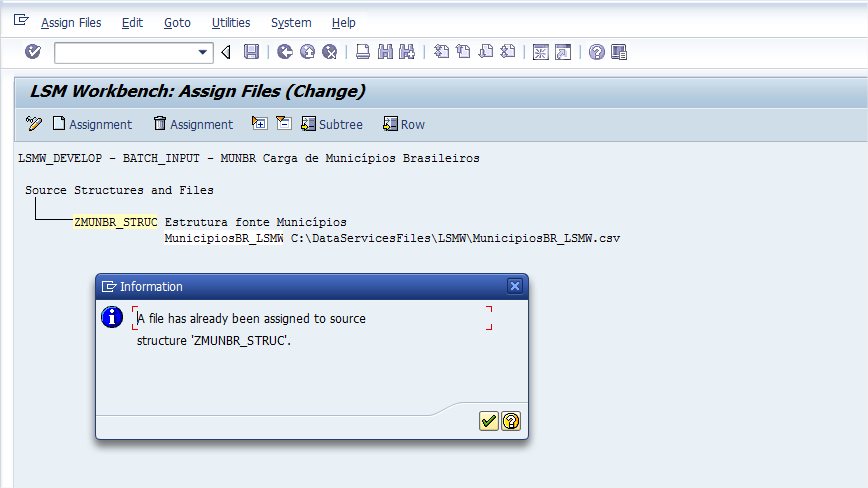 Assign Files Edit Goto Utilities System Help
LSM Workbench: Assign Files (Change)
Assignment Assignment Subtree Row
LSMW_DEVELOP - BATCH_INPUT - MUNBR Carga de Municípios Brasileiros
Source Structures and Files
ZMUNBR_STRUC Estrutura fonte Municípios
MunicipiosBR_LSMW C:\DataServicesFiles\LSMW\MunicipiosBR_LSMW.csv
Information
A file has already been assigned to source
structure 'ZMUNBR_STRUC'.